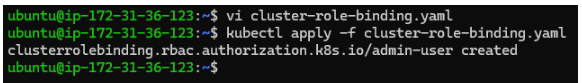 ubuntu@ip-172-31-36-123:~$ vi cluster-role-binding.yaml
ubuntu@ip-172-31-36-123:~$ kubectl apply -f cluster-role-binding.yaml
clusterrolebinding.rbac.authorization.k8s.io/admin-user created
ubuntu@ip-172-31-36-123:~$